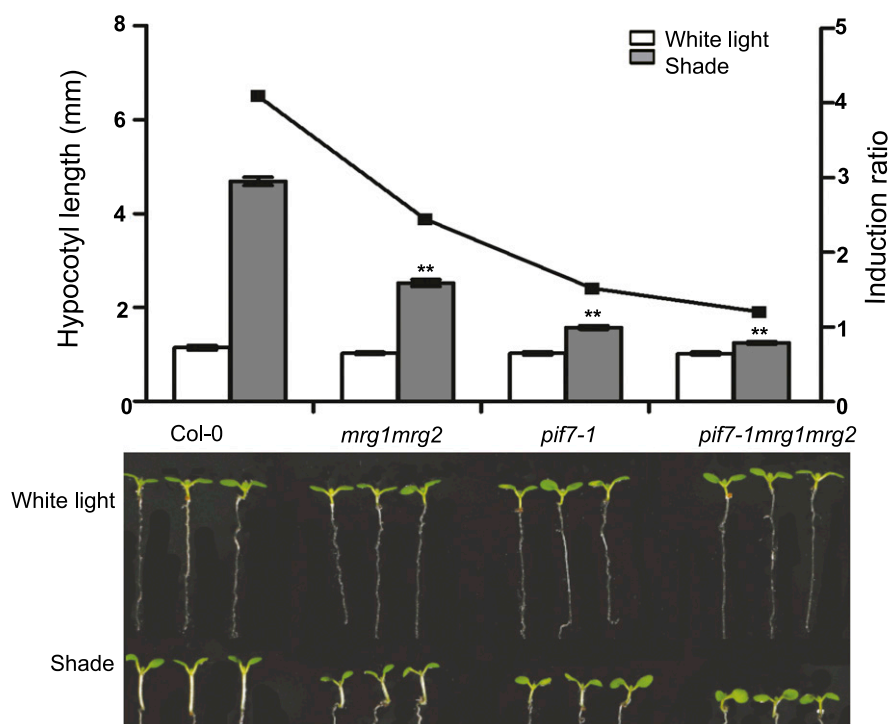 8
6
4
2
0
Hypocotyl length (mm)
White light
Shade
5
4
3
2
1
0
Induction ratio
**
**
**
Col-0 mrg1mrg2 pif7-1 pif7-1mrg1mrg2
White light
Shade